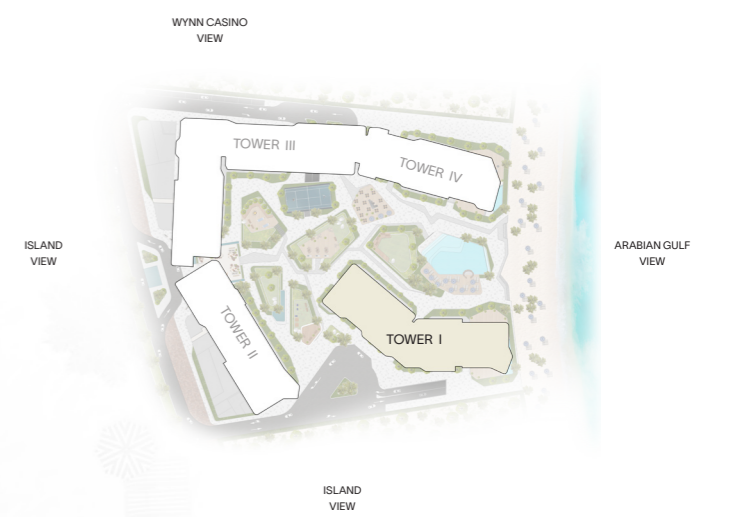 WYNN CASINO
VIEW
TOWER III
TOWER IV
ISLAND
VIEW
ARABIAN GULF
VIEW
TOWER II
TOWER I
ISLAND
VIEW